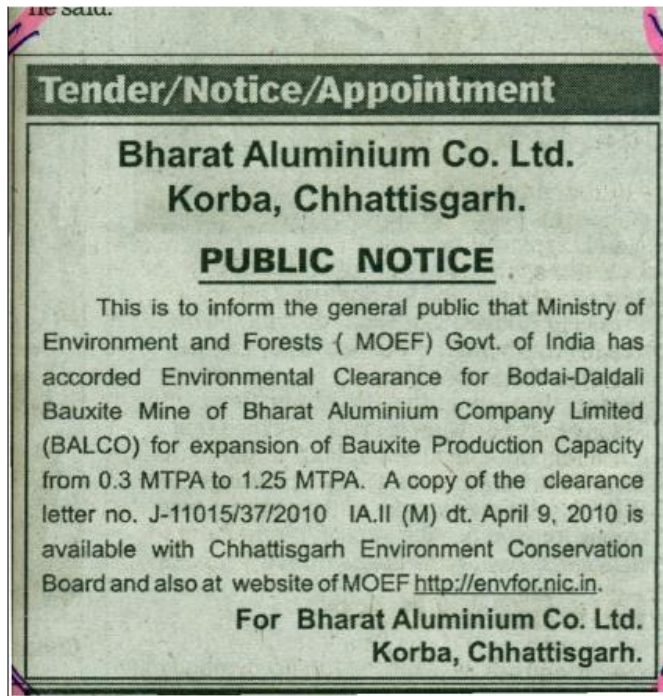 he said.
Tender/Notice/Appointment
Bharat Aluminium Co. Ltd.
Korba, Chhattisgarh.
PUBLIC NOTICE
This is to inform the general public that Ministry of
Environment and Forests ( MOEF) Govt. of India has
accorded Environmental Clearance for Bodai-Daldali
Bauxite Mine of Bharat Aluminium Company Limited
(BALCO) for expansion of Bauxite Production Capacity
from 0.3 MTPA to 1.25 MTPA. A copy of the clearance
letter no. J-11015/37/2010 IA.II (M) dt. April 9, 2010 is
available with Chhattisgarh Environment Conservation
Board and also at website of MOEF http://envfor.nic.in.
For Bharat Aluminium Co. Ltd.
Korba, Chhattisgarh.